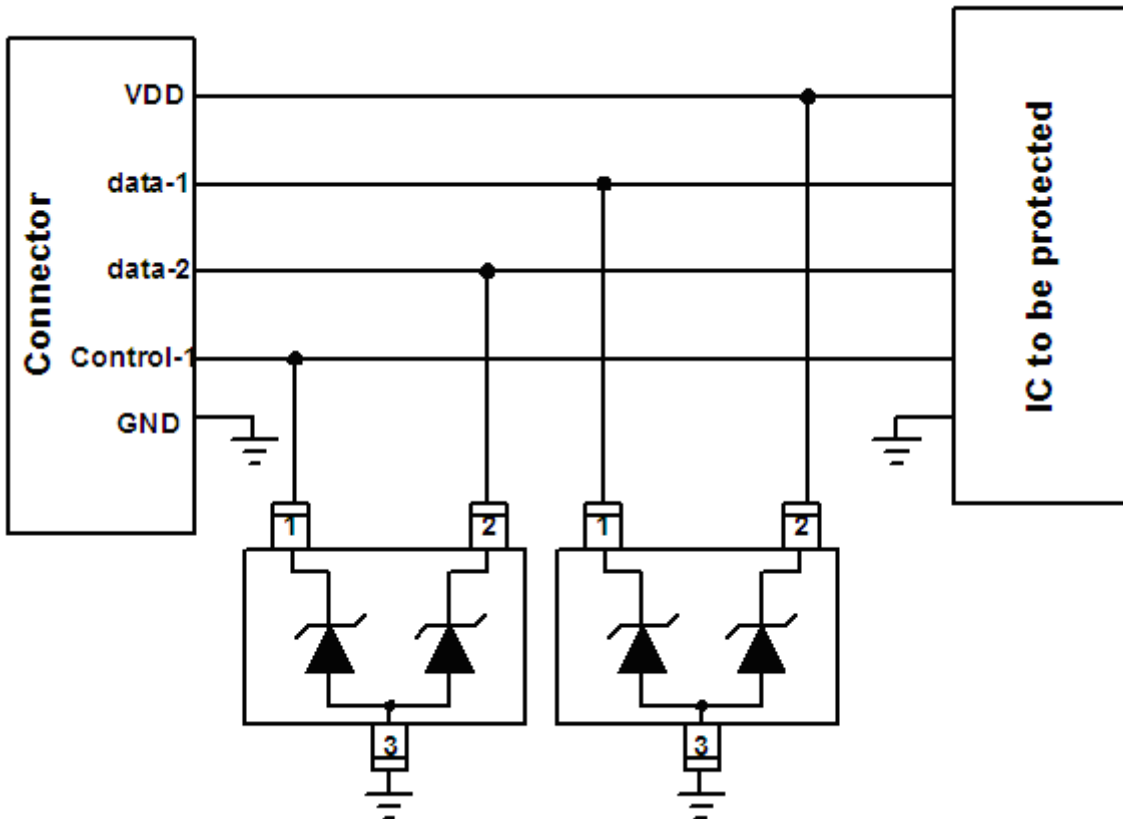 Connector
VDD
data-1
data-2
Control-1
GND
IC to be protected
1
2
1
2
3
3